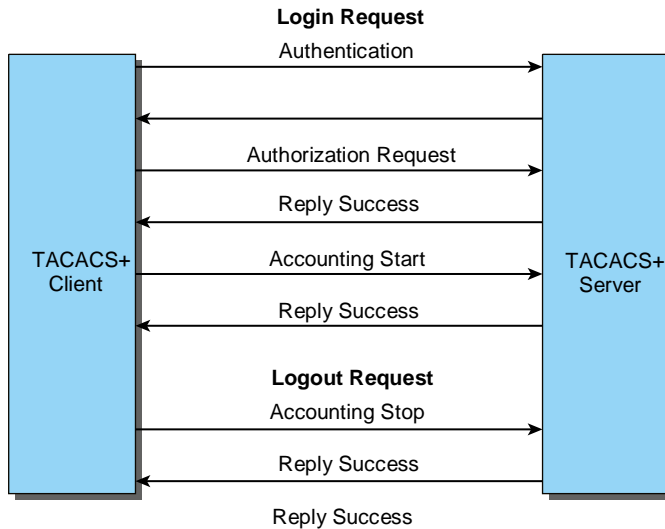 Login Request
Authentication
Authorization Request
Reply Success
TACACS+
Client
Accounting Start
TACACS+
Server
Reply Success
Logout Request
Accounting Stop
Reply Success
Reply Success